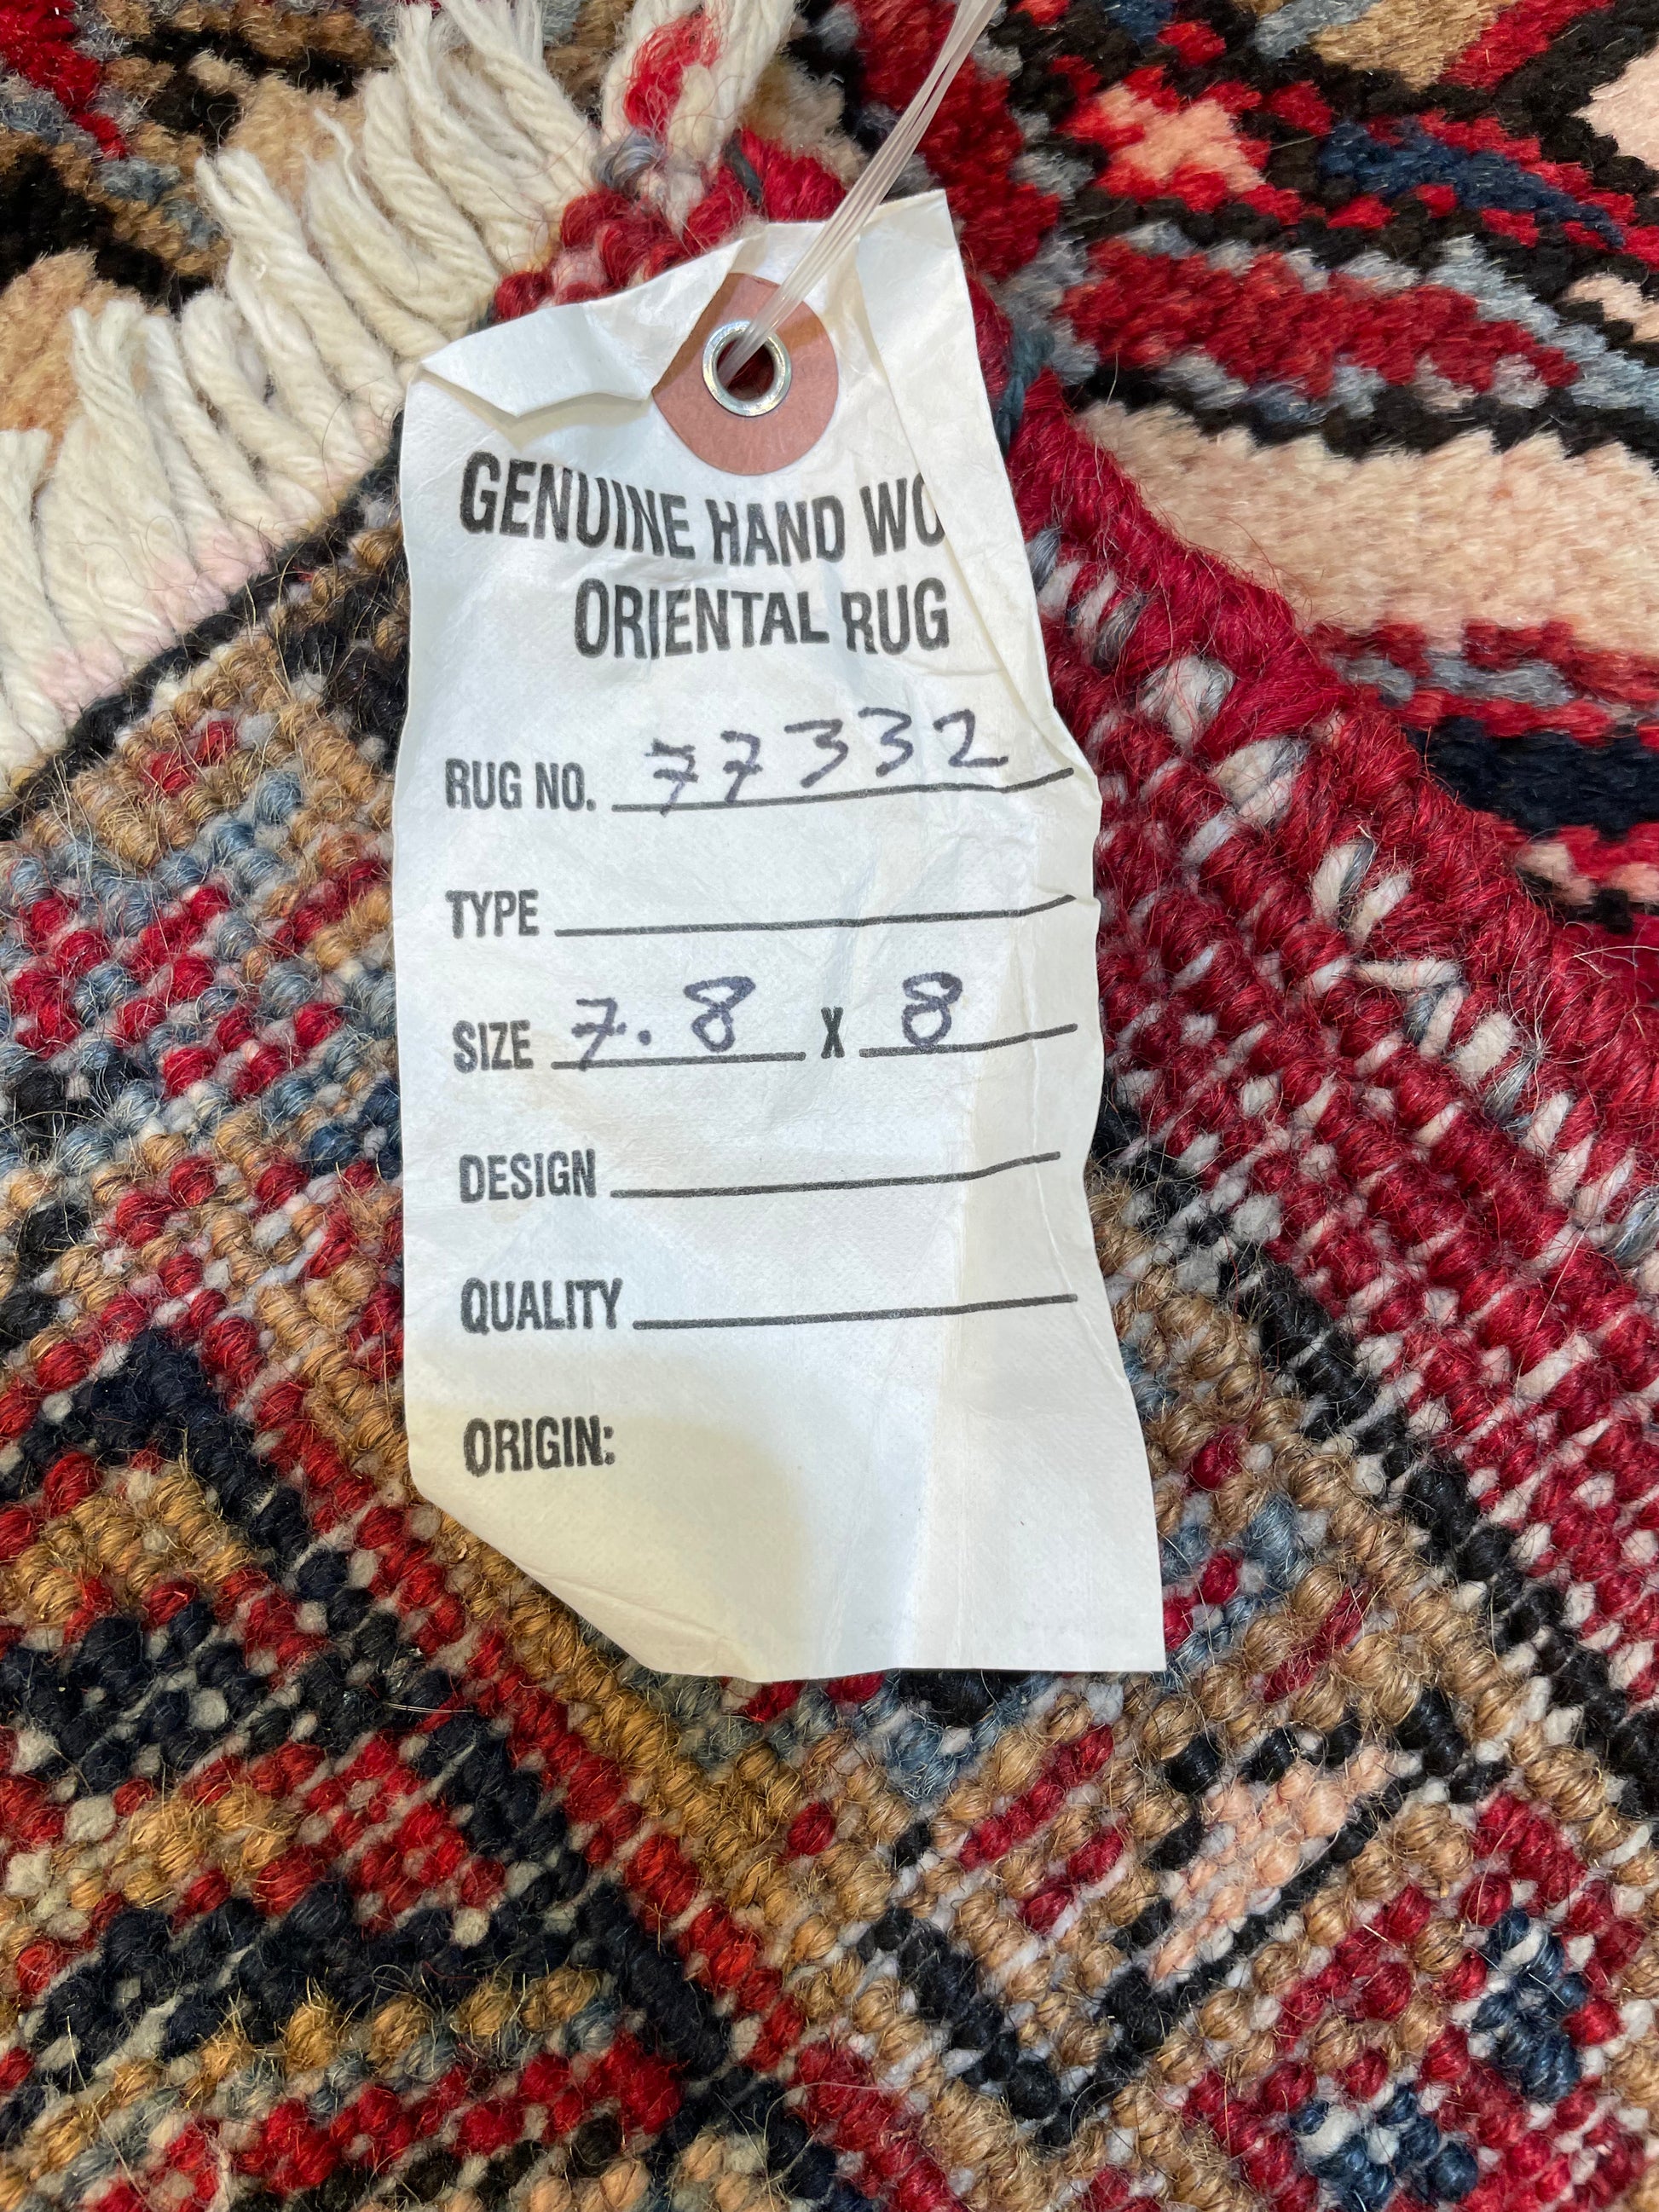 GENUINE HAND WO
ORIENTAL RUG
RUG NO. 77332
TYPE
SIZE 7.8 X 8
DESIGN
QUALITY
ORIGIN: